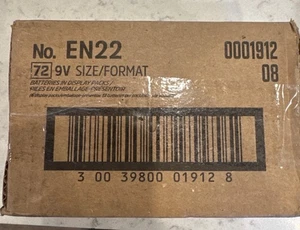 No. EN22
0001912
72 9V SIZE/FORMAT
08
BATTERIES IN DISPLAY PACKS
PILES EN EMBALLAGE-PRÉSENTOIR
3 00 39800 01912 8